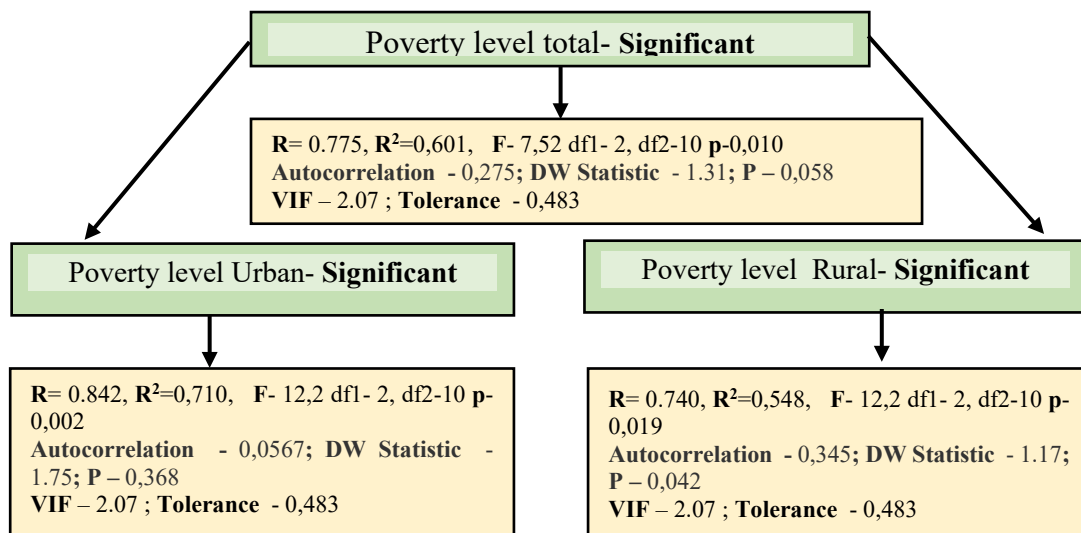 Poverty level total- Significant
R= 0.775, R²=0,601, F- 7,52 df1- 2, df2-10 p-0,010
Autocorrelation - 0,275; DW Statistic - 1.31; P – 0,058
VIF – 2.07 ; Tolerance - 0,483
Poverty level Urban- Significant
R= 0.842, R²=0,710, F- 12,2 df1- 2, df2-10 p-
0,002
Autocorrelation - 0,0567; DW Statistic -
1.75; P – 0,368
VIF – 2.07 ; Tolerance - 0,483
Poverty level Rural- Significant
R= 0.740, R²=0,548, F- 12,2 df1- 2, df2-10 p-
0,019
Autocorrelation - 0,345; DW Statistic - 1.17;
P – 0,042
VIF – 2.07 ; Tolerance - 0,483